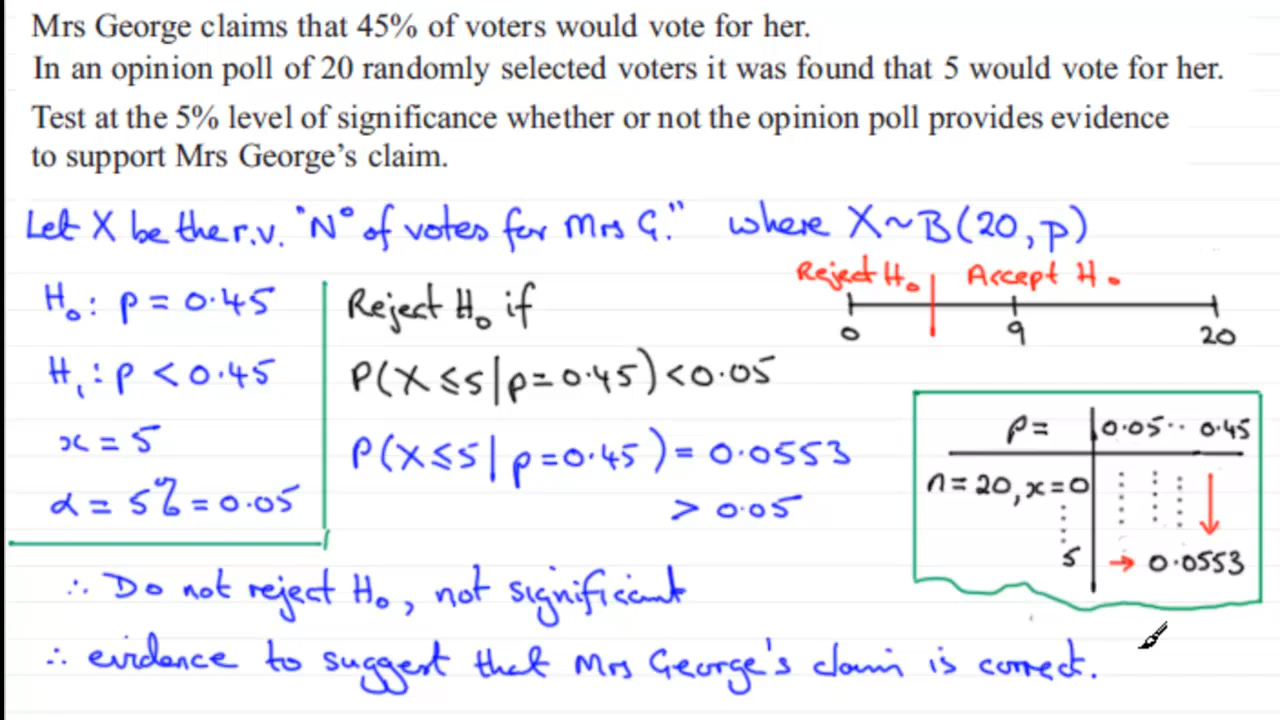 Mrs George claims that 45% of voters would vote for her.
In an opinion poll of 20 randomly selected voters it was found that 5 would vote for her.
Test at the 5% level of significance whether or not the opinion poll provides evidence
to support Mrs George's claim.
Let X be the r.v. "Nº of votes for Mrs G." where X ~ B(20, p)
Reject H₀ Accept H₀
0 9 20
H₀: p = 0.45
H₁: p < 0.45
x = 5
α = 5% = 0.05
Reject H₀ if
P(X ≤ 5 | p = 0.45) < 0.05
P(X ≤ 5 | p = 0.45) = 0.0553
> 0.05
p = 0.05.. 0.45
n = 20, x = 0
5 → 0.0553
∴ Do not reject H₀, not significant
∴ evidence to suggest that Mrs George's claim is correct.